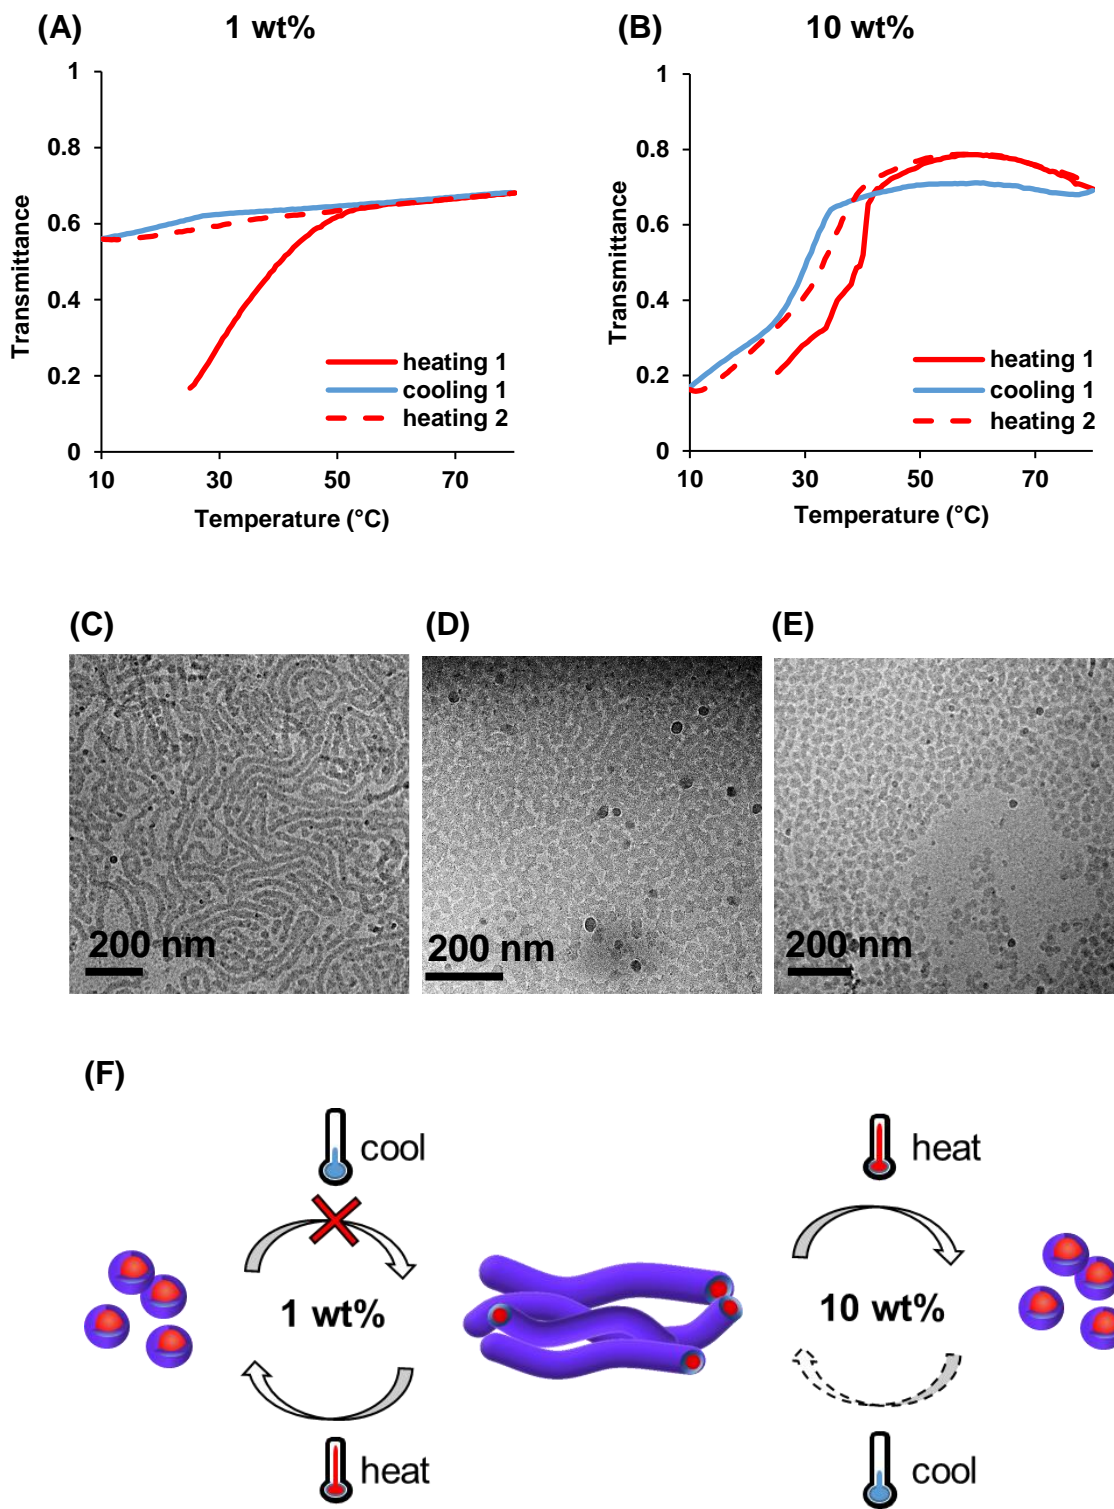 (A)
1 wt%
1
0.8
0.6
0.4
0.2
0
Transmittance
10
30
50
70
Temperature (°C)
heating 1
cooling 1
heating 2
(B)
10 wt%
1
0.8
0.6
0.4
0.2
0
Transmittance
10
30
50
70
Temperature (°C)
heating 1
cooling 1
heating 2
(C)
200 nm
(D)
200 nm
(E)
200 nm
(F)
cool
1 wt%
heat
heat
10 wt%
cool